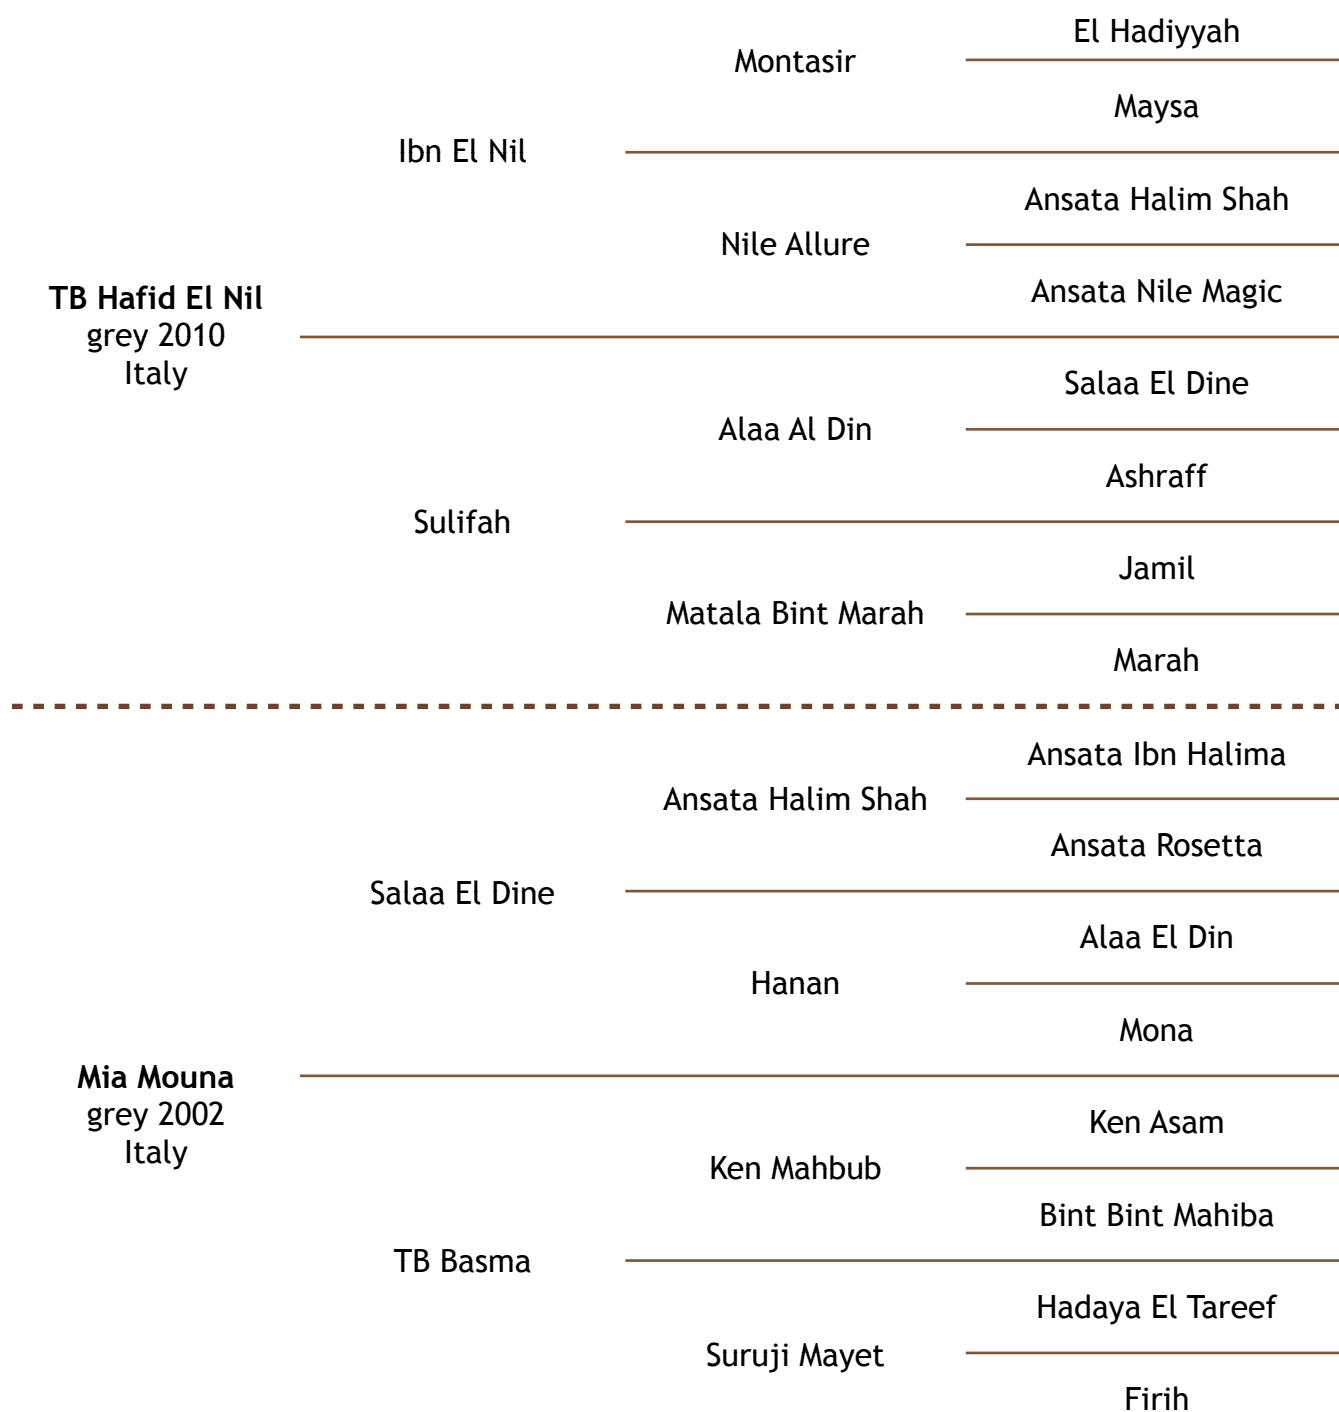 El Hadiyyah
Montasir
Maysa
Ibn El Nil
Ansata Halim Shah
Nile Allure
Ansata Nile Magic
TB Hafid El Nil
grey 2010
Italy
Salaa El Dine
Alaa Al Din
Ashraff
Sulifah
Jamil
Matala Bint Marah
Marah
Ansata Ibn Halima
Ansata Halim Shah
Ansata Rosetta
Salaa El Dine
Alaa El Din
Hanan
Mona
Mia Mouna
grey 2002
Italy
Ken Asam
Ken Mahbub
Bint Bint Mahiba
TB Basma
Hadaya El Tareef
Suruji Mayet
Firih